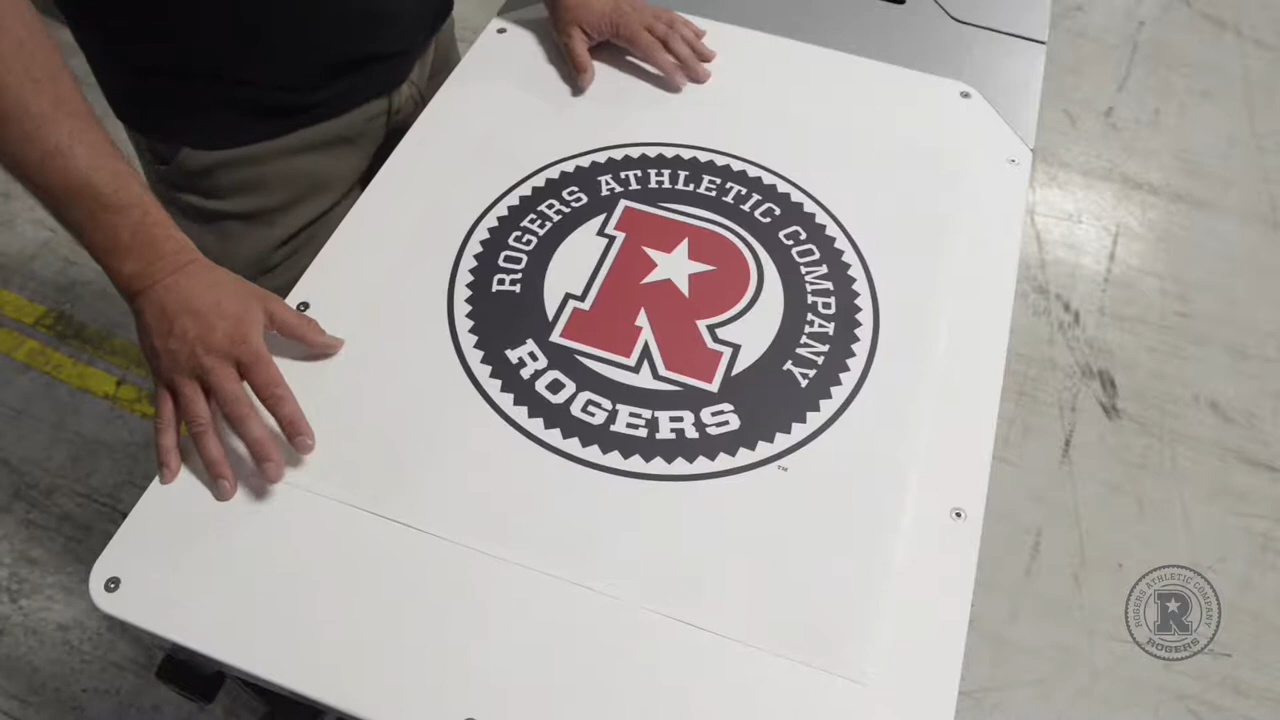 ROGERS ATHLETIC COMPANY
R
ROGERS
™
ROGERS ATHLETIC COMPANY
R
ROGERS